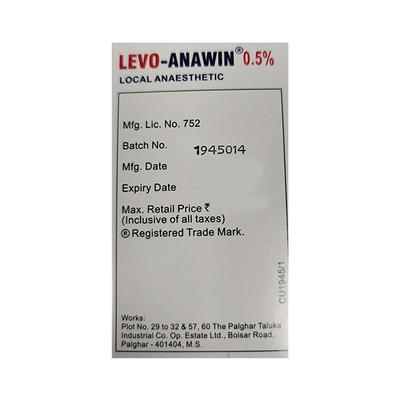 LEVO-ANAWIN® 0.5%
LOCAL ANAESTHETIC
Mfg. Lic. No. 752
Batch No. 1945014
Mfg. Date
Expiry Date
Max. Retail Price ₹
(Inclusive of all taxes)
® Registered Trade Mark.
CU1945/1
Works:
Plot No. 29 to 32 & 57, 60 The Palghar Taluka
Industrial Co. Op. Estate Ltd., Boisar Road,
Palghar - 401404, M.S.